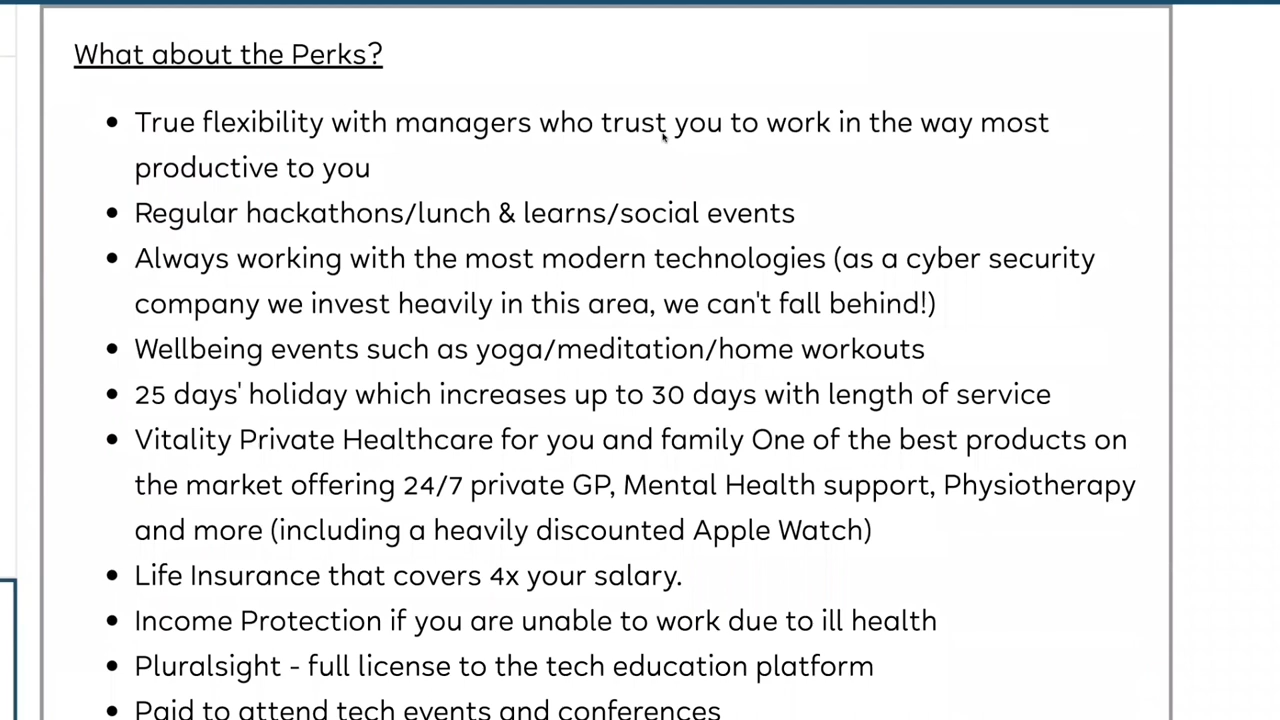 What about the Perks?
• True flexibility with managers who trust you to work in the way most
productive to you
• Regular hackathons/lunch & learns/social events
• Always working with the most modern technologies (as a cyber security
company we invest heavily in this area, we can't fall behind!)
• Wellbeing events such as yoga/meditation/home workouts
• 25 days' holiday which increases up to 30 days with length of service
• Vitality Private Healthcare for you and family One of the best products on
the market offering 24/7 private GP, Mental Health support, Physiotherapy
and more (including a heavily discounted Apple Watch)
• Life Insurance that covers 4x your salary.
• Income Protection if you are unable to work due to ill health
• Pluralsight - full license to the tech education platform
• Paid to attend tech events and conferences